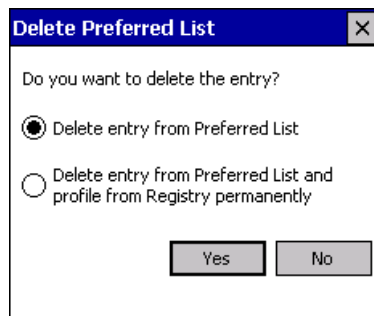 Delete Preferred List
Do you want to delete the entry?
Delete entry from Preferred List
Delete entry from Preferred List and
profile from Registry permanently
Yes No